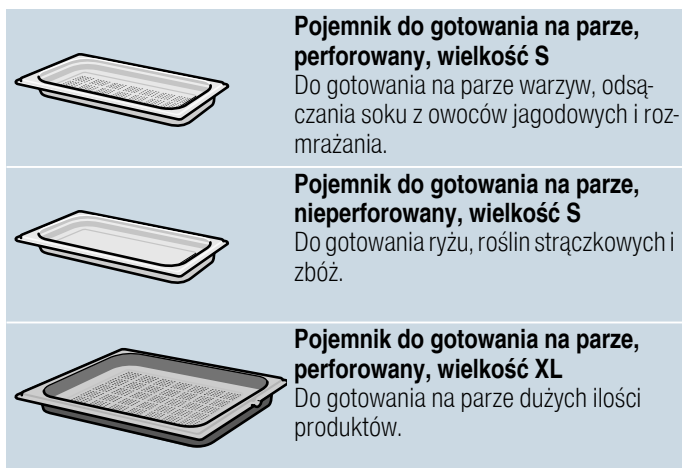 Pojemnik do gotowania na parze,
perforowany, wielkość S
Do gotowania na parze warzyw, odsą-
czania soku z owoców jagodowych i roz-
mrażania.
Pojemnik do gotowania na parze,
nieperforowany, wielkość S
Do gotowania ryżu, roślin strączkowych i
zbóż.
Pojemnik do gotowania na parze,
perforowany, wielkość XL
Do gotowania na parze dużych ilości
produktów.